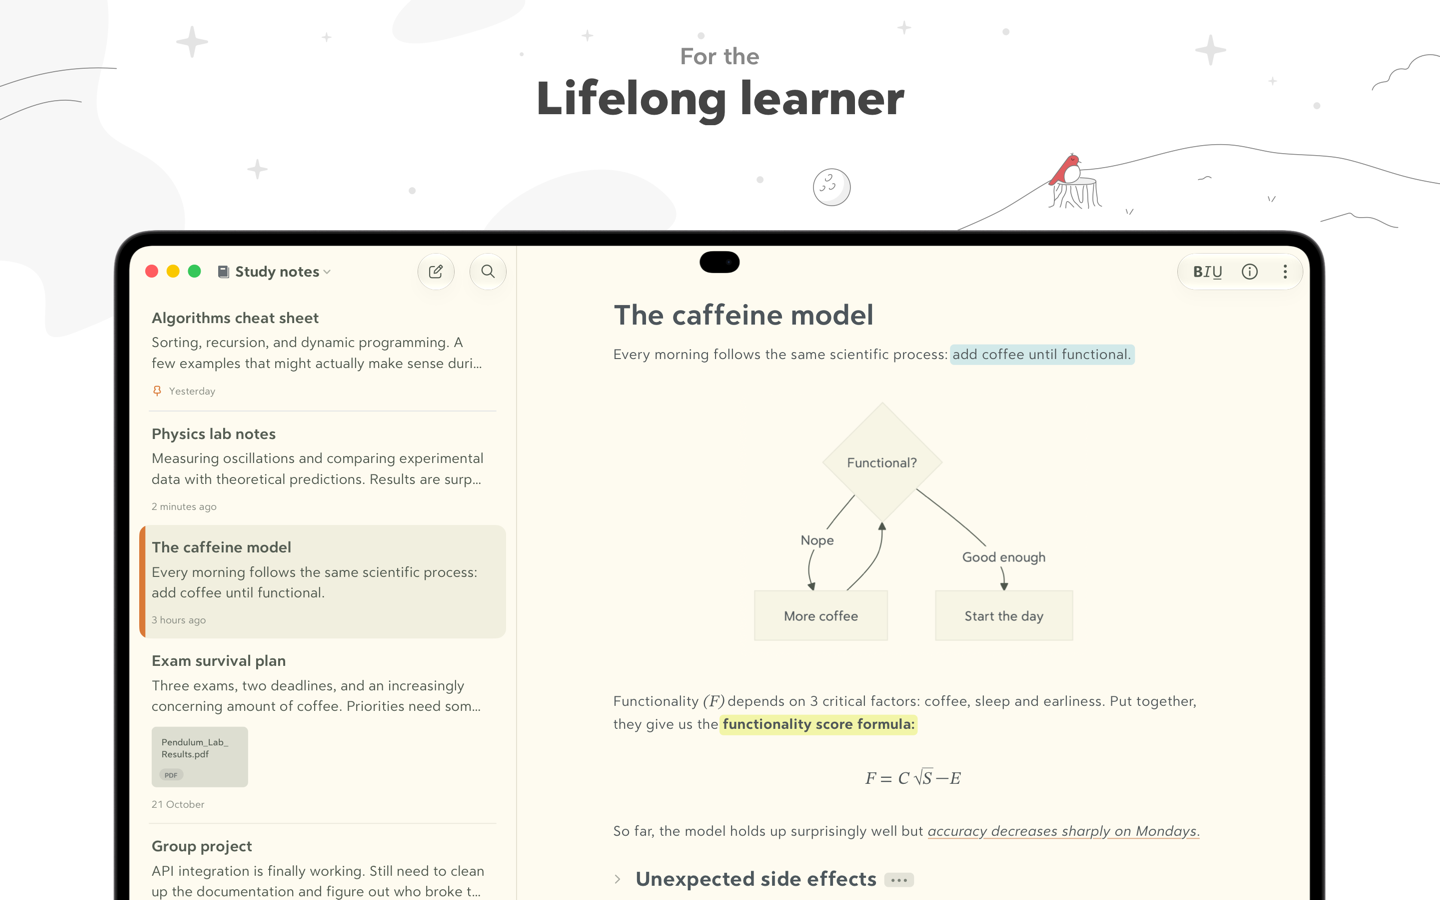 For the
Lifelong learner
Study notes
Algorithms cheat sheet
Sorting, recursion, and dynamic programming. A
few examples that might actually make sense duri...
Yesterday
Physics lab notes
Measuring oscillations and comparing experimental
data with theoretical predictions. Results are surp...
2 minutes ago
The caffeine model
Every morning follows the same scientific process:
add coffee until functional.
3 hours ago
Exam survival plan
Three exams, two deadlines, and an increasingly
concerning amount of coffee. Priorities need som...
Pendulum_Lab_
Results.pdf
PDF
21 October
Group project
API integration is finally working. Still need to clean
up the documentation and figure out who broke t...
BIU
The caffeine model
Every morning follows the same scientific process: add coffee until functional.
Functional?
Nope
Good enough
More coffee
Start the day
Functionality (F) depends on 3 critical factors: coffee, sleep and earliness. Put together,
they give us the functionality score formula:
F = C √S − E
So far, the model holds up surprisingly well but accuracy decreases sharply on Mondays.
Unexpected side effects